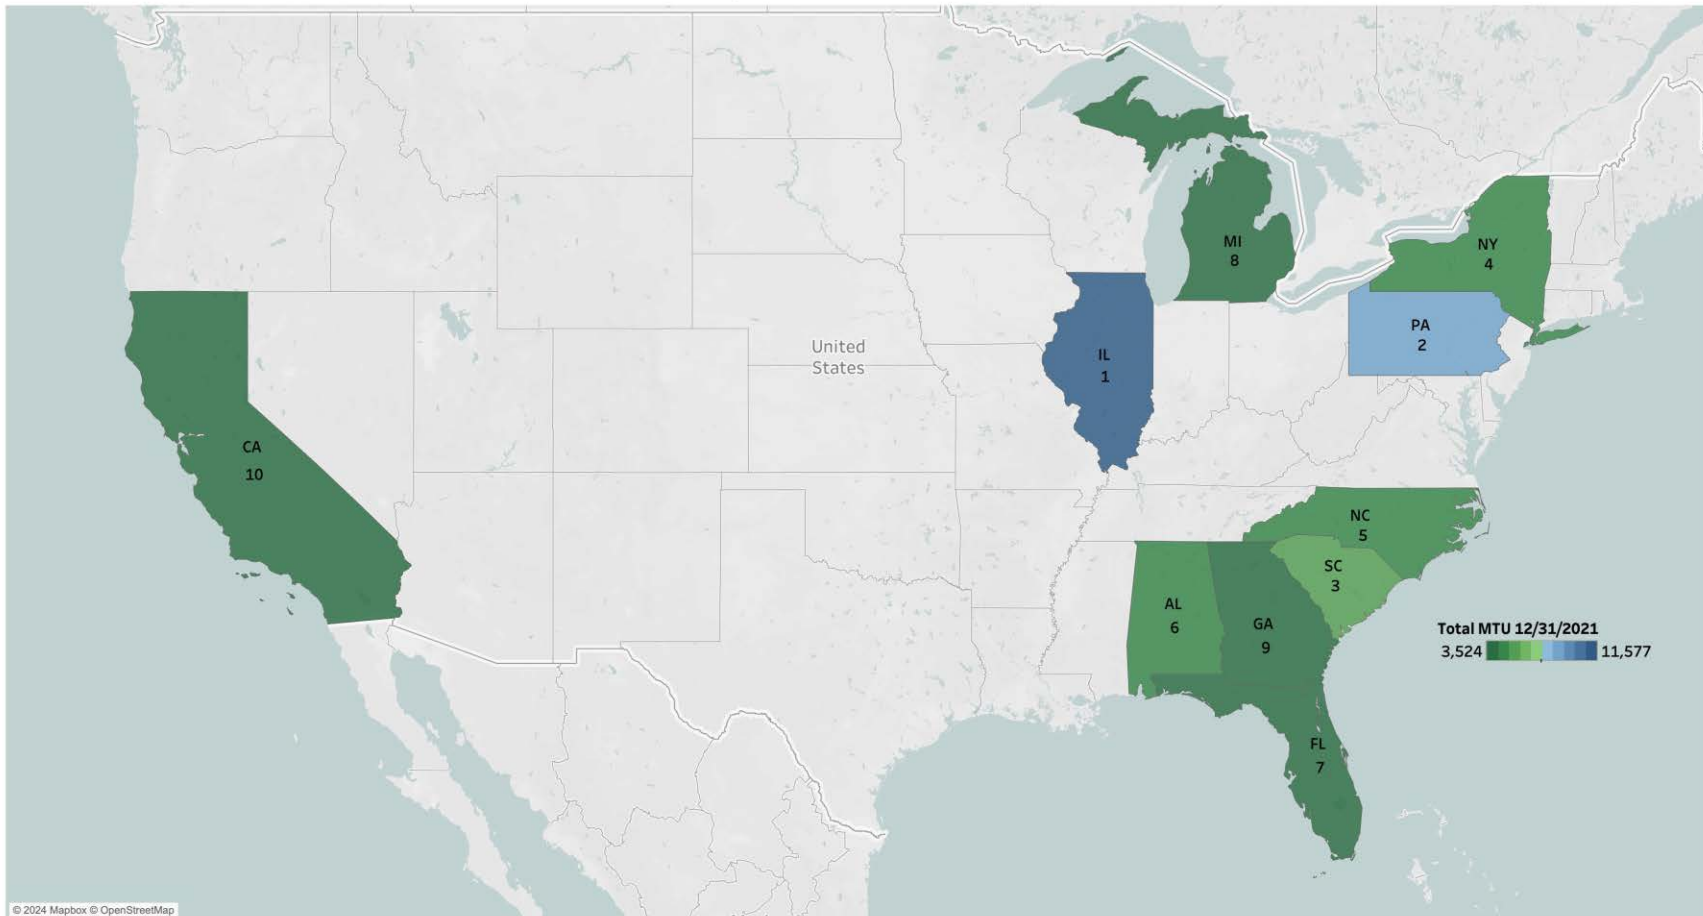 MI
8
NY
4
PA
2
United
States
IL
1
CA
10
NC
5
SC
3
AL
6
GA
9
Total MTU 12/31/2021
3,524 11,577
FL
7
© 2024 Mapbox © OpenStreetMap